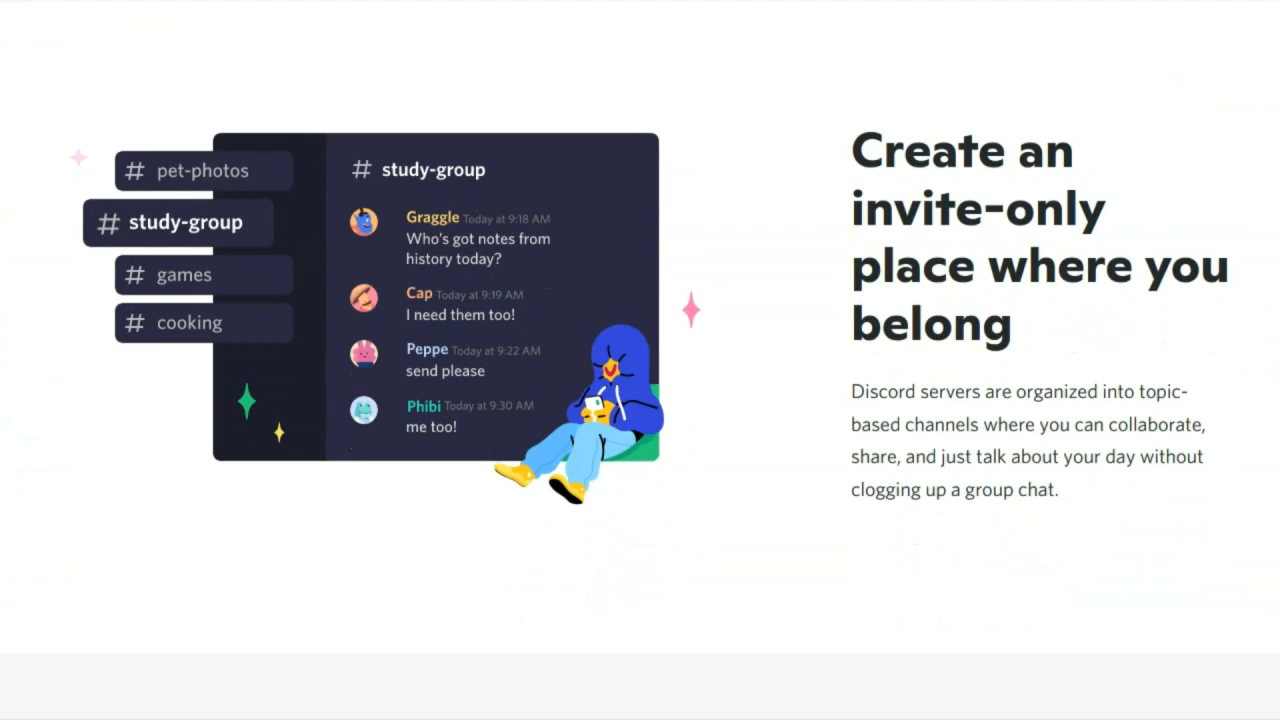 # pet-photos
# study-group
# games
# cooking
# study-group
Graggle Today at 9:18 AM
Who's got notes from
history today?
Cap Today at 9:19 AM
I need them too!
Peppe Today at 9:22 AM
send please
Phibi Today at 9:30 AM
me too!
Create an
invite-only
place where you
belong
Discord servers are organized into topic-
based channels where you can collaborate,
share, and just talk about your day without
clogging up a group chat.